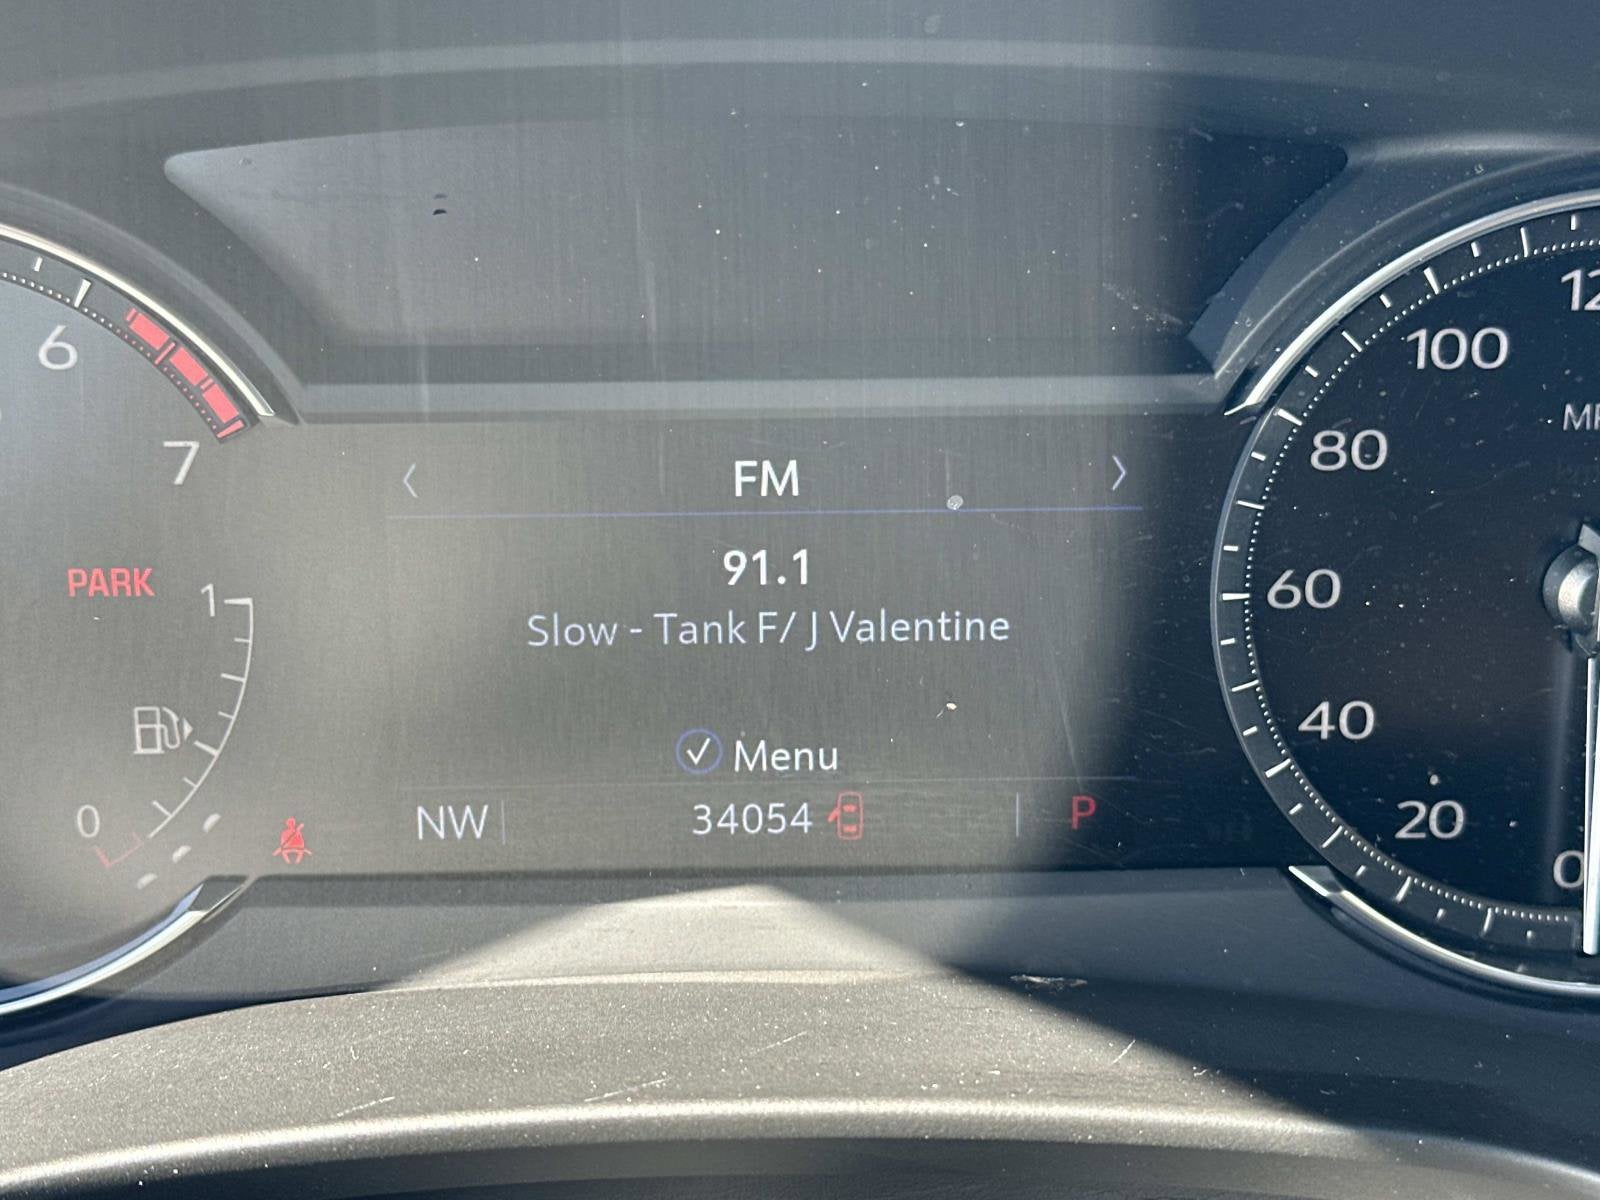 FM
91.1
Slow - Tank F/ J Valentine
Menu
NW 34054 P
6
7
PARK
1
0
100
80
60
40
20
0